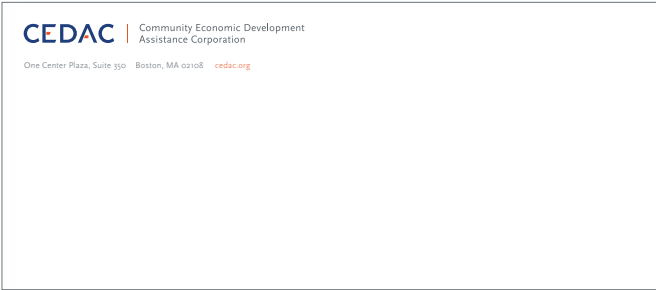 CEDAC
Community Economic Development
Assistance Corporation
One Center Plaza, Suite 350 Boston, MA 02108 cedac.org